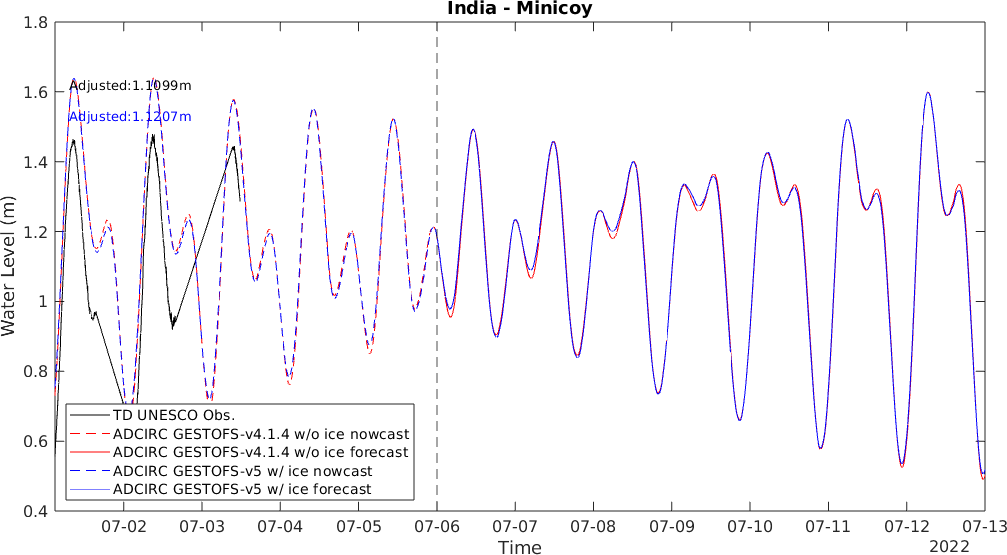 India - Minicoy
1.8
1.6
1.4
1.2
1
0.8
0.6
0.4
Water Level (m)
Adjusted:1.1099m
Adjusted:1.1207m
TD UNESCO Obs.
ADCIRC GESTOFS-v4.1.4 w/o ice nowcast
ADCIRC GESTOFS-v4.1.4 w/o ice forecast
ADCIRC GESTOFS-v5 w/ ice nowcast
ADCIRC GESTOFS-v5 w/ ice forecast
07-02 07-03 07-04 07-05 07-06 07-07 07-08 07-09 07-10 07-11 07-12 07-13
Time
2022